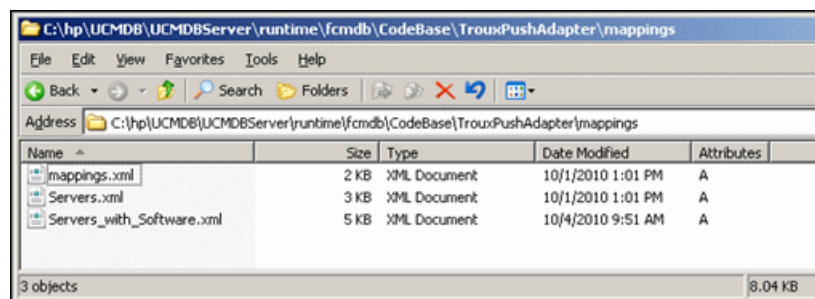 C:\hp\UCMDB\UCMDBServer\runtime\fcmdb\CodeBase\TrouxPushAdapter\mappings
File Edit View Favorites Tools Help
Back Search Folders
Address C:\hp\UCMDB\UCMDBServer\runtime\fcmdb\CodeBase\TrouxPushAdapter\mappings
Name Size Type Date Modified Attributes
mappings.xml 2 KB XML Document 10/1/2010 1:01 PM A
Servers.xml 3 KB XML Document 10/1/2010 1:01 PM A
Servers_with_Software.xml 5 KB XML Document 10/4/2010 9:51 AM A
3 objects 8.04 KB